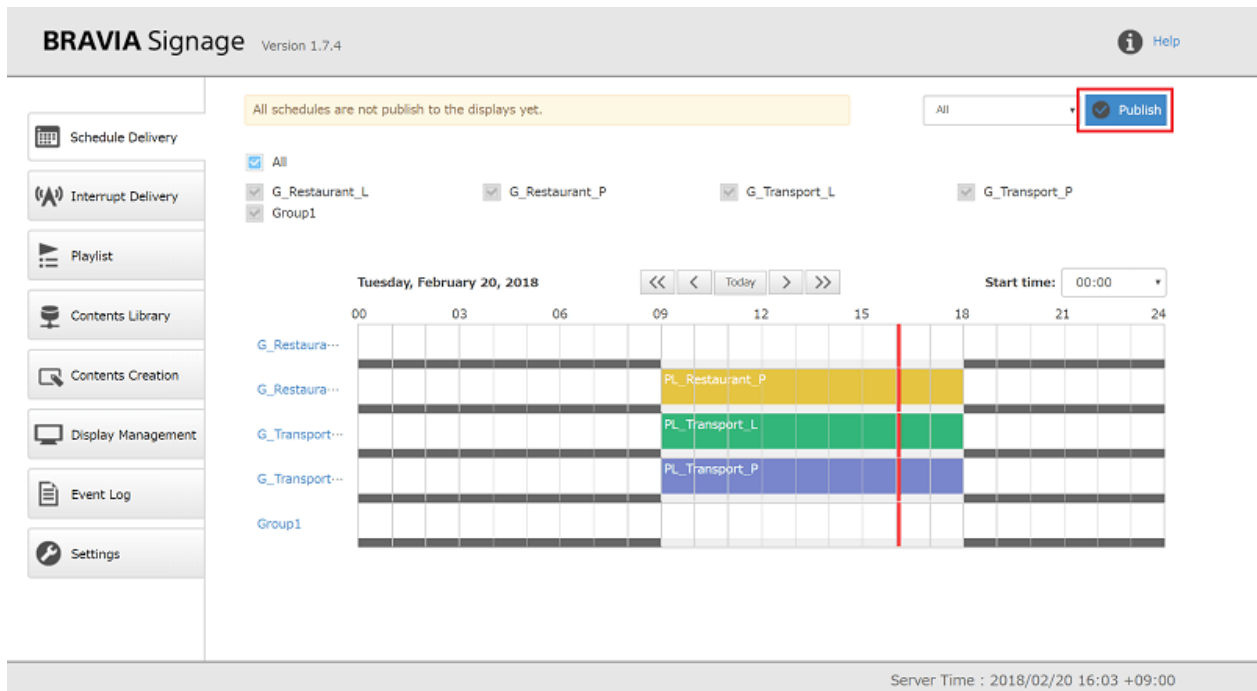 BRAVIA Signage Version 1.7.4
Help
All schedules are not publish to the displays yet.
All
Publish
Schedule Delivery
Interrupt Delivery
Playlist
Contents Library
Contents Creation
Display Management
Event Log
Settings
All
G_Restaurant_L G_Restaurant_P G_Transport_L G_Transport_P
Group1
Tuesday, February 20, 2018
<< < Today > >>
Start time: 00:00
00 03 06 09 12 15 18 21 24
G_Restaura···
G_Restaura··· PL_Restaurant_P
G_Transport··· PL_Transport_L
G_Transport··· PL_Transport_P
Group1
Server Time : 2018/02/20 16:03 +09:00